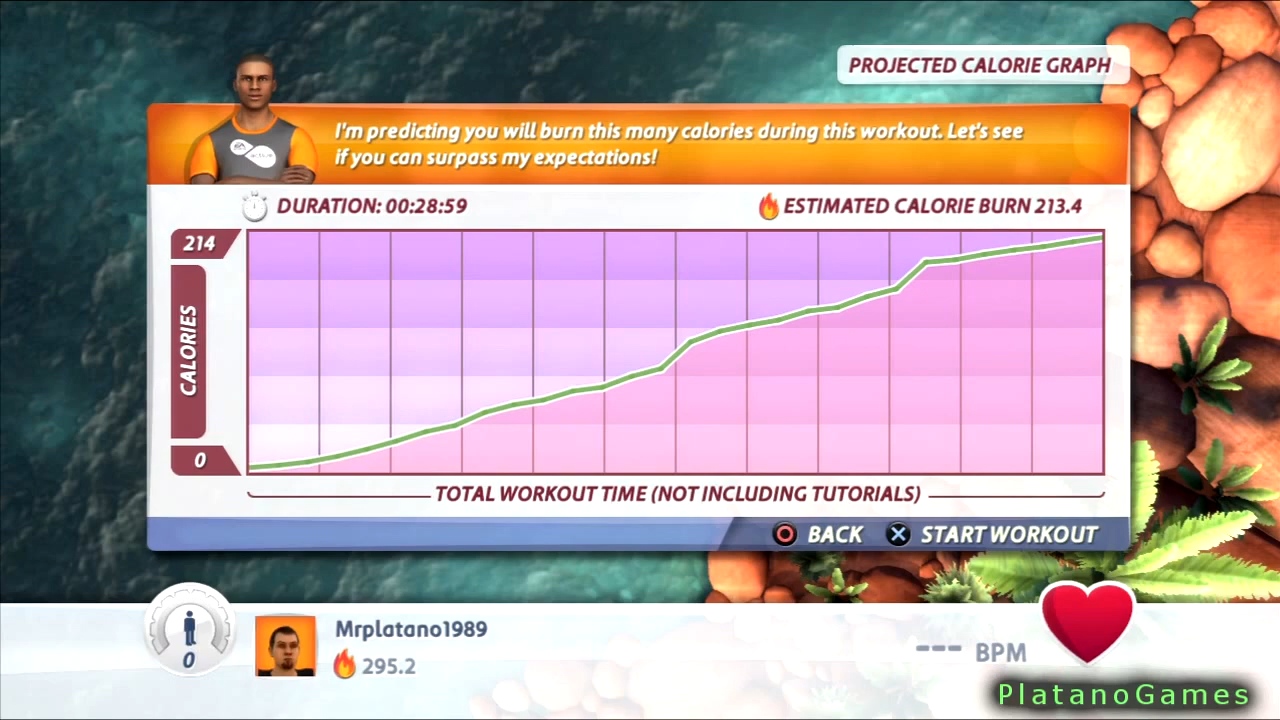 PROJECTED CALORIE GRAPH
I'm predicting you will burn this many calories during this workout. Let's see
if you can surpass my expectations!
DURATION: 00:28:59
ESTIMATED CALORIE BURN 213.4
214
CALORIES
0
TOTAL WORKOUT TIME (NOT INCLUDING TUTORIALS)
BACK
START WORKOUT
0
Mrplatano1989
295.2
--- BPM
PlatanoGames